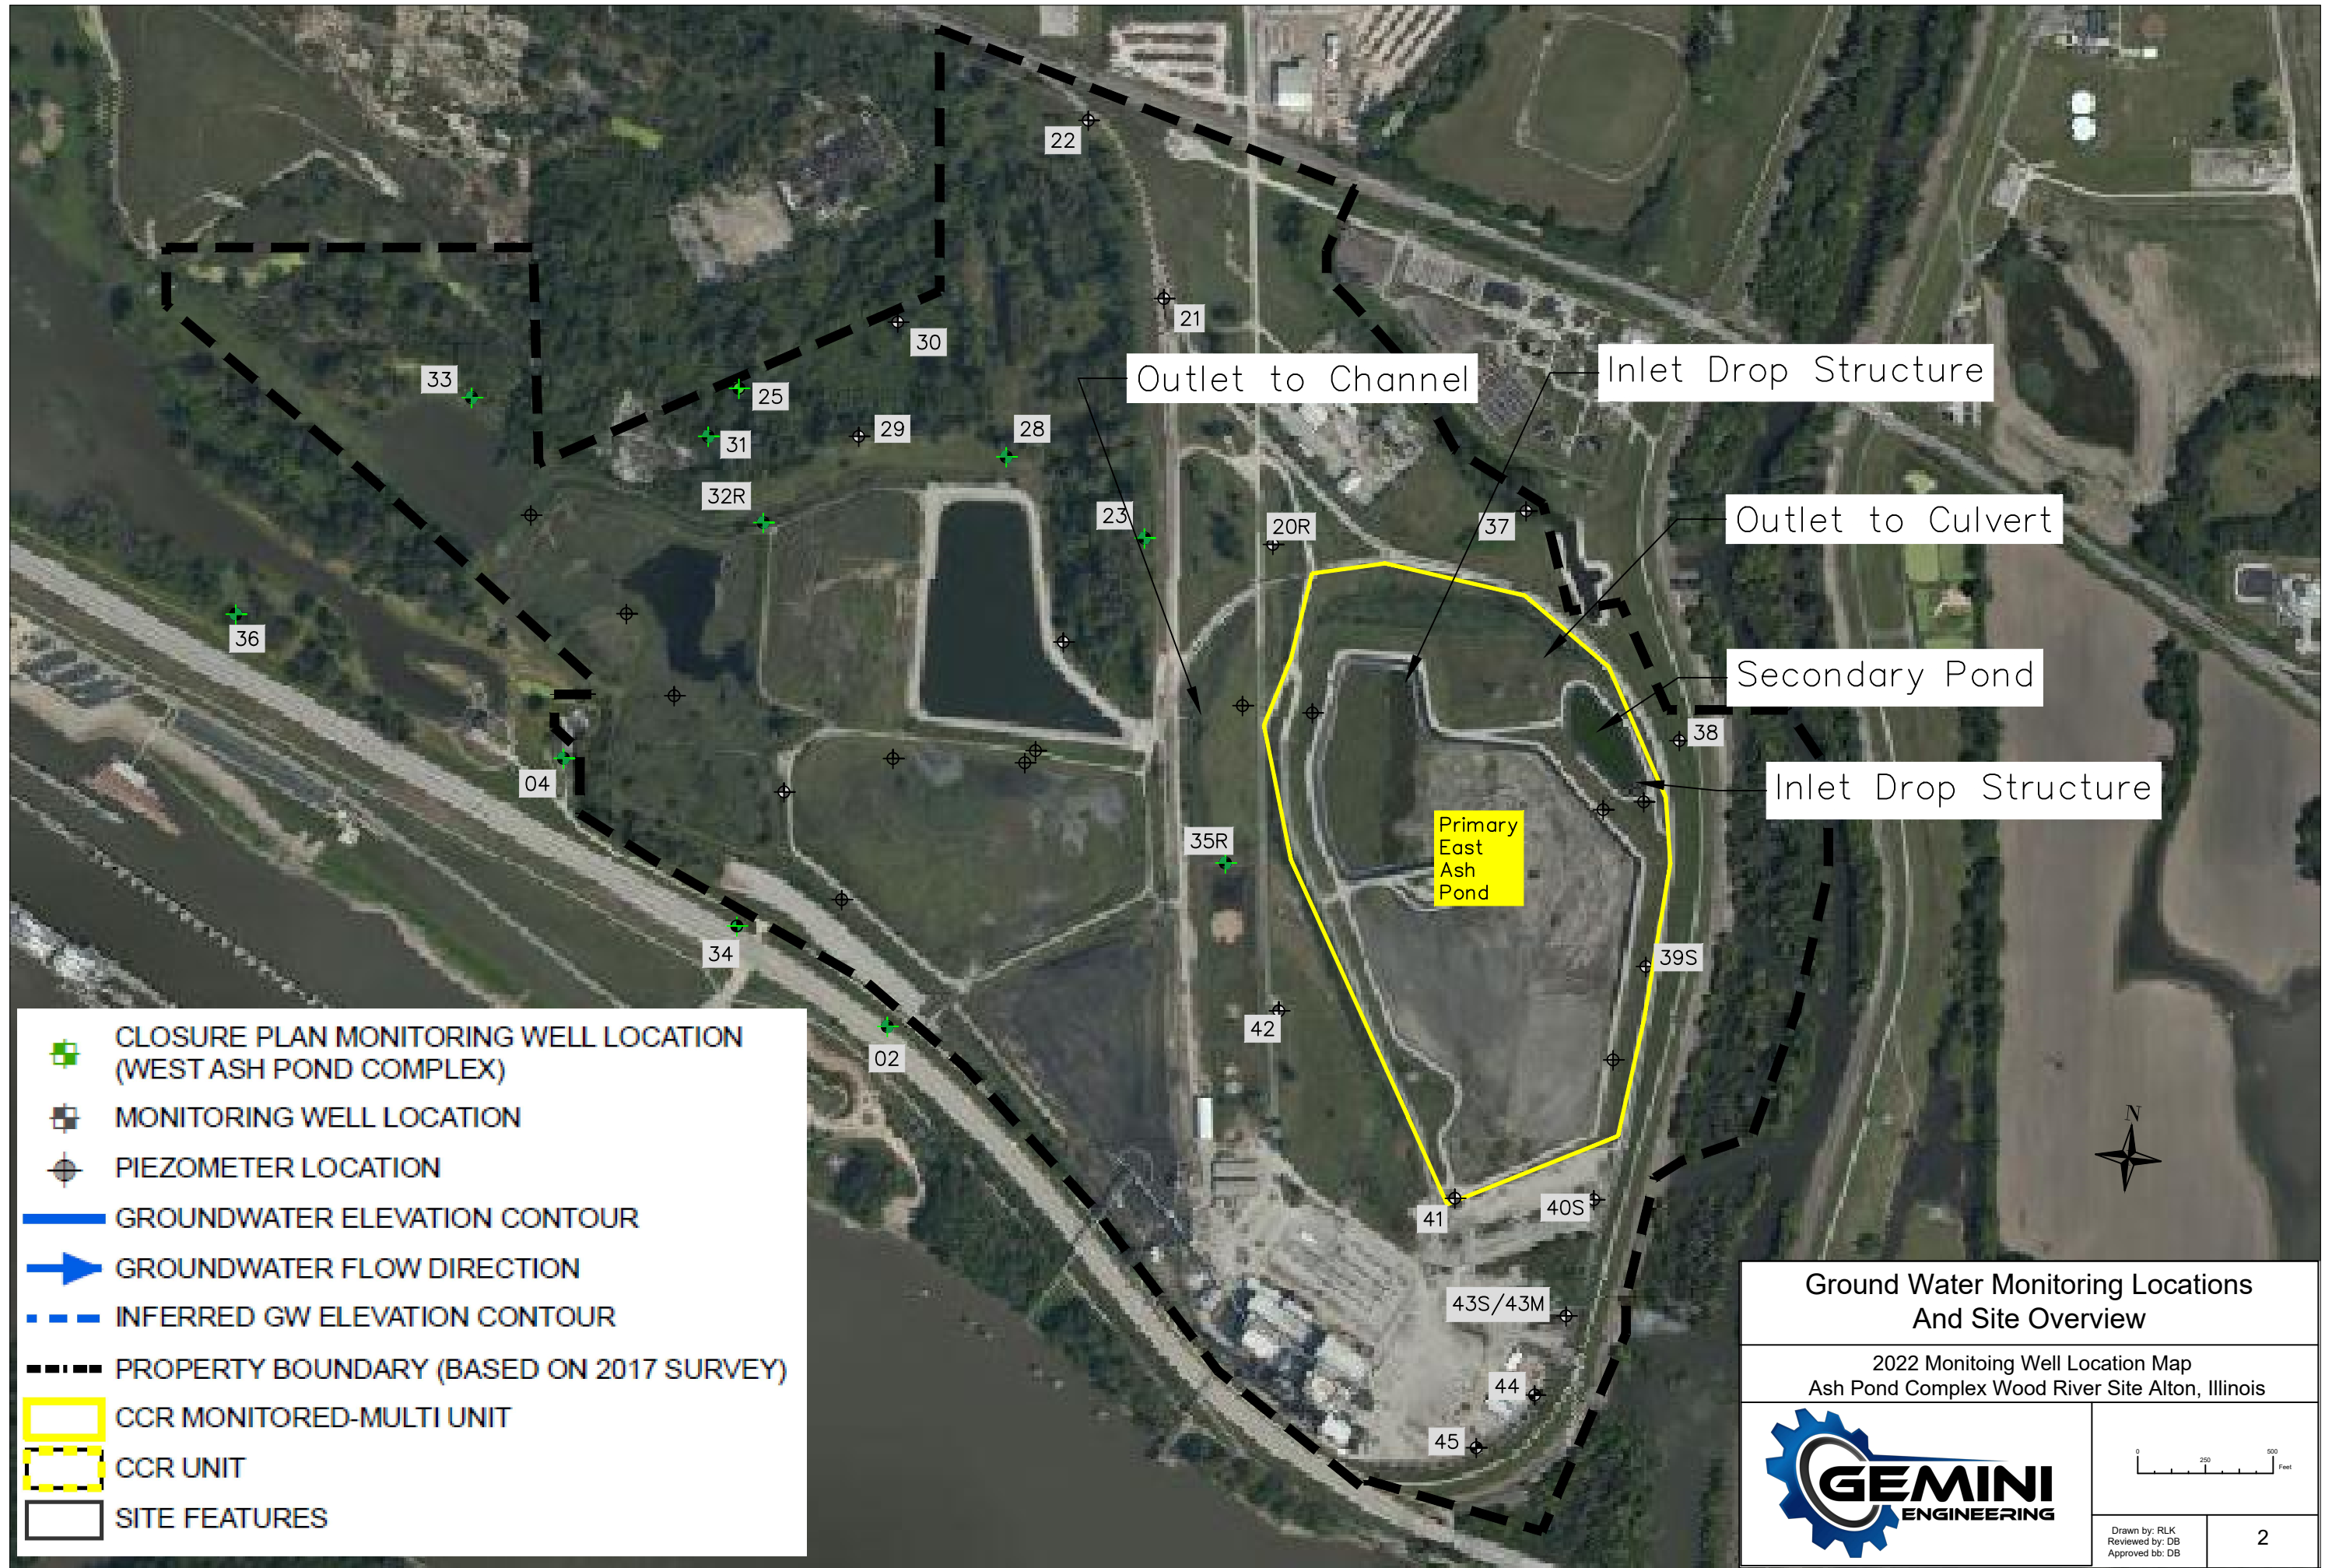 22
21
30
33
25
31
29
28
32R
23
20R
37
Outlet to Channel
Inlet Drop Structure
Outlet to Culvert
Secondary Pond
38
Inlet Drop Structure
36
04
35R
Primary
East
Ash
Pond
34
39S
02
42
41
40S
43S/43M
44
45
CLOSURE PLAN MONITORING WELL LOCATION
(WEST ASH POND COMPLEX)
MONITORING WELL LOCATION
PIEZOMETER LOCATION
GROUNDWATER ELEVATION CONTOUR
GROUNDWATER FLOW DIRECTION
INFERRED GW ELEVATION CONTOUR
PROPERTY BOUNDARY (BASED ON 2017 SURVEY)
CCR MONITORED-MULTI UNIT
CCR UNIT
SITE FEATURES
N
Ground Water Monitoring Locations
And Site Overview
2022 Monitoing Well Location Map
Ash Pond Complex Wood River Site Alton, Illinois
GEMINI
ENGINEERING
0 250 500
Feet
Drawn by: RLK
Reviewed by: DB
Approved bb: DB
2